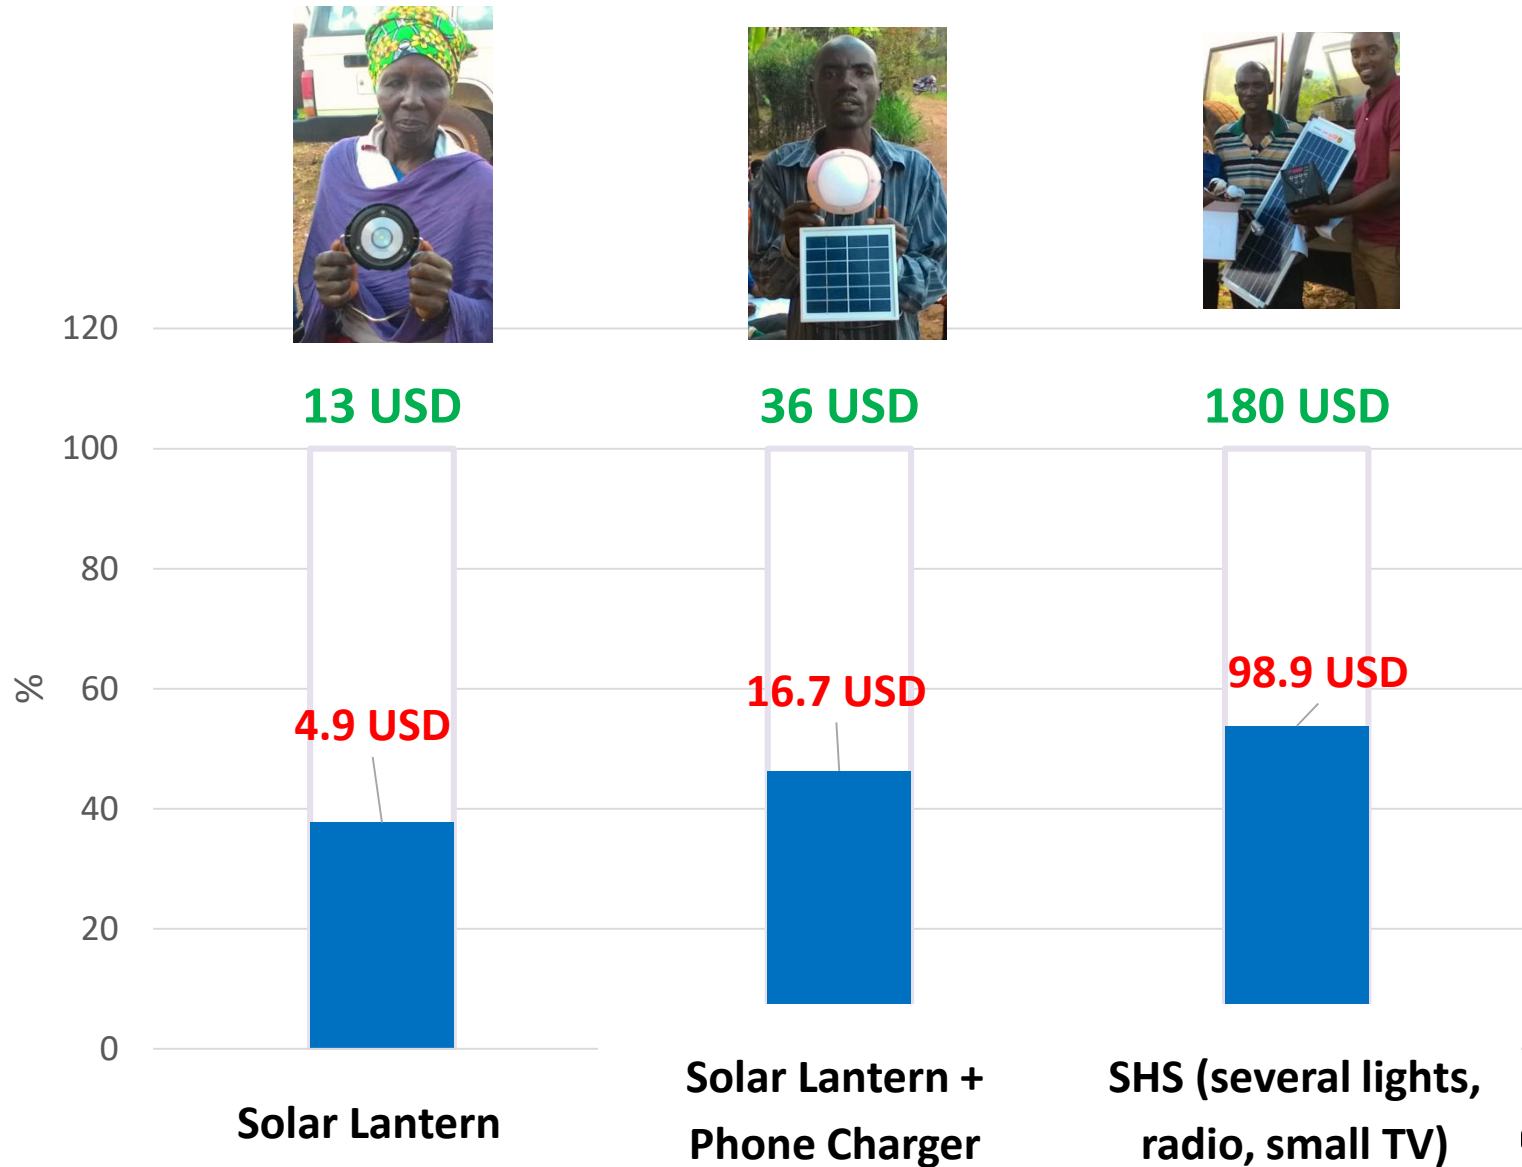 120
13 USD
36 USD
180 USD
100
80
60
%
98.9 USD
16.7 USD
4.9 USD
40
20
0
Solar Lantern
Solar Lantern +
Phone Charger
SHS (several lights,
radio, small TV)